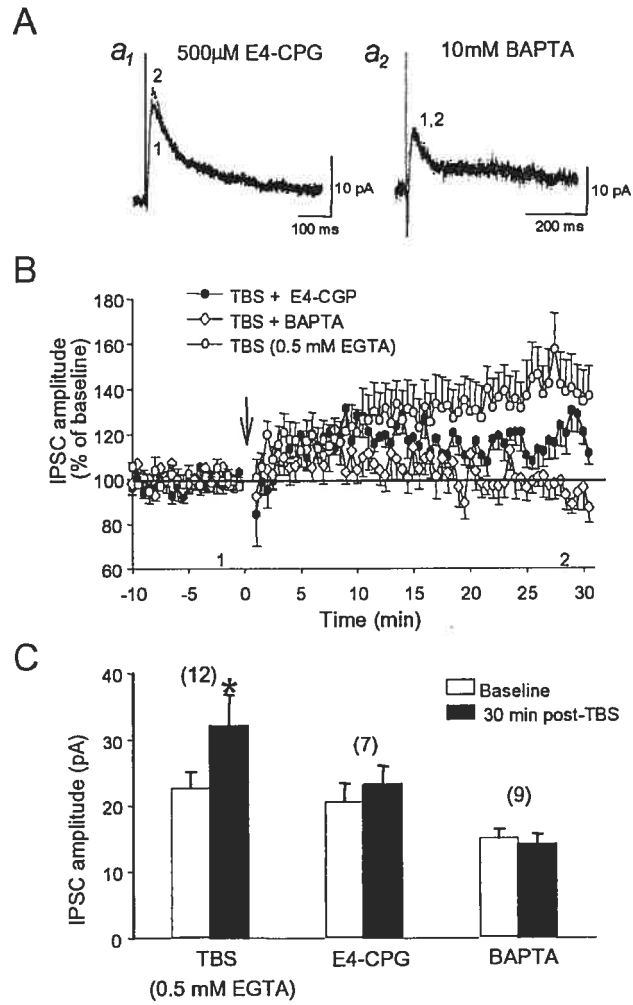 A
a1 500µM E4-CPG
a2 10mM BAPTA
2
1
10 pA
100 ms
1,2
10 pA
200 ms
B
TBS + E4-CGP
TBS + BAPTA
TBS (0.5 mM EGTA)
IPSC amplitude
(% of baseline)
180
160
140
120
100
80
60
1
2
-10 -5 0 5 10 15 20 25 30
Time (min)
C
IPSC amplitude (pA)
40
30
20
10
0
(12)
*
(7)
(9)
Baseline
30 min post-TBS
TBS
(0.5 mM EGTA)
E4-CPG
BAPTA